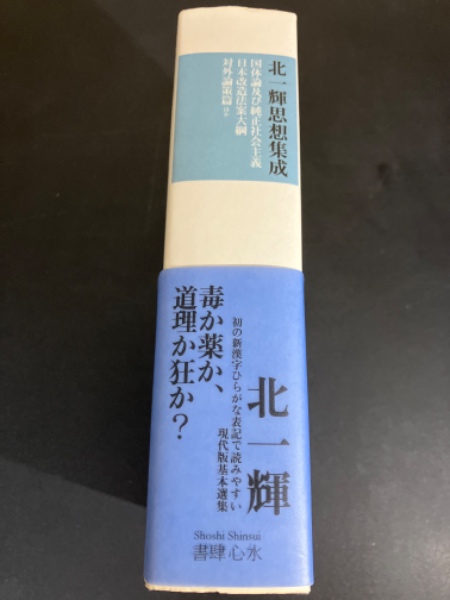 北一輝思想集成
国体論及び純正社会主義
日本改造法案大綱
対外論策篇 ほか
北一輝
初の新漢字ひらがな表記で読みやすい
現代版基本選集
毒か薬か、
道理か狂か?
Shoshi Shinsui
書肆心水